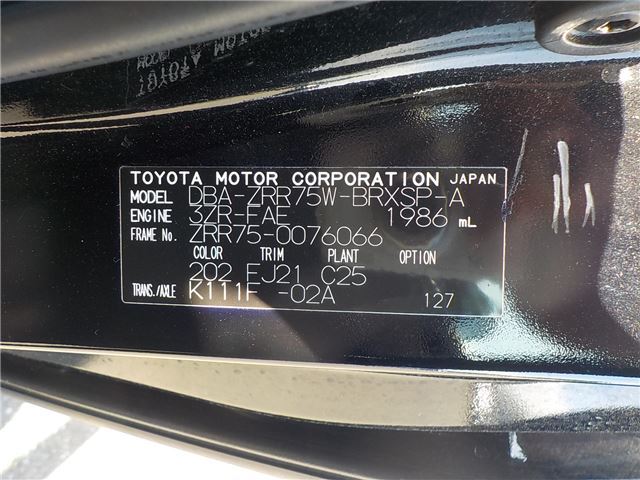 TOYOTA MOTOR CORPORATION JAPAN
MODEL DBA-ZRR75W-BRXSP-A
ENGINE 3ZR-FAE 1986 mL
FRAME No. ZRR75-0076066
COLOR TRIM PLANT OPTION
202 FJ21 C25
TRANS./AXLE K111F -02A 127